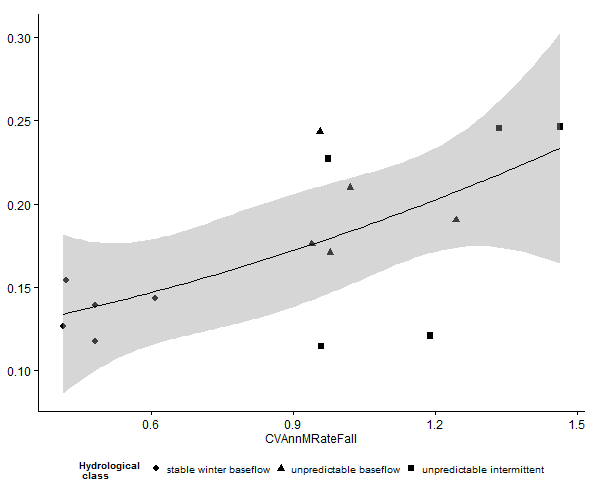 0.30
0.25
0.20
0.15
0.10
0.6 0.9 1.2 1.5
CVAnnMRateFall
Hydrological class stable winter baseflow unpredictable baseflow unpredictable intermittent